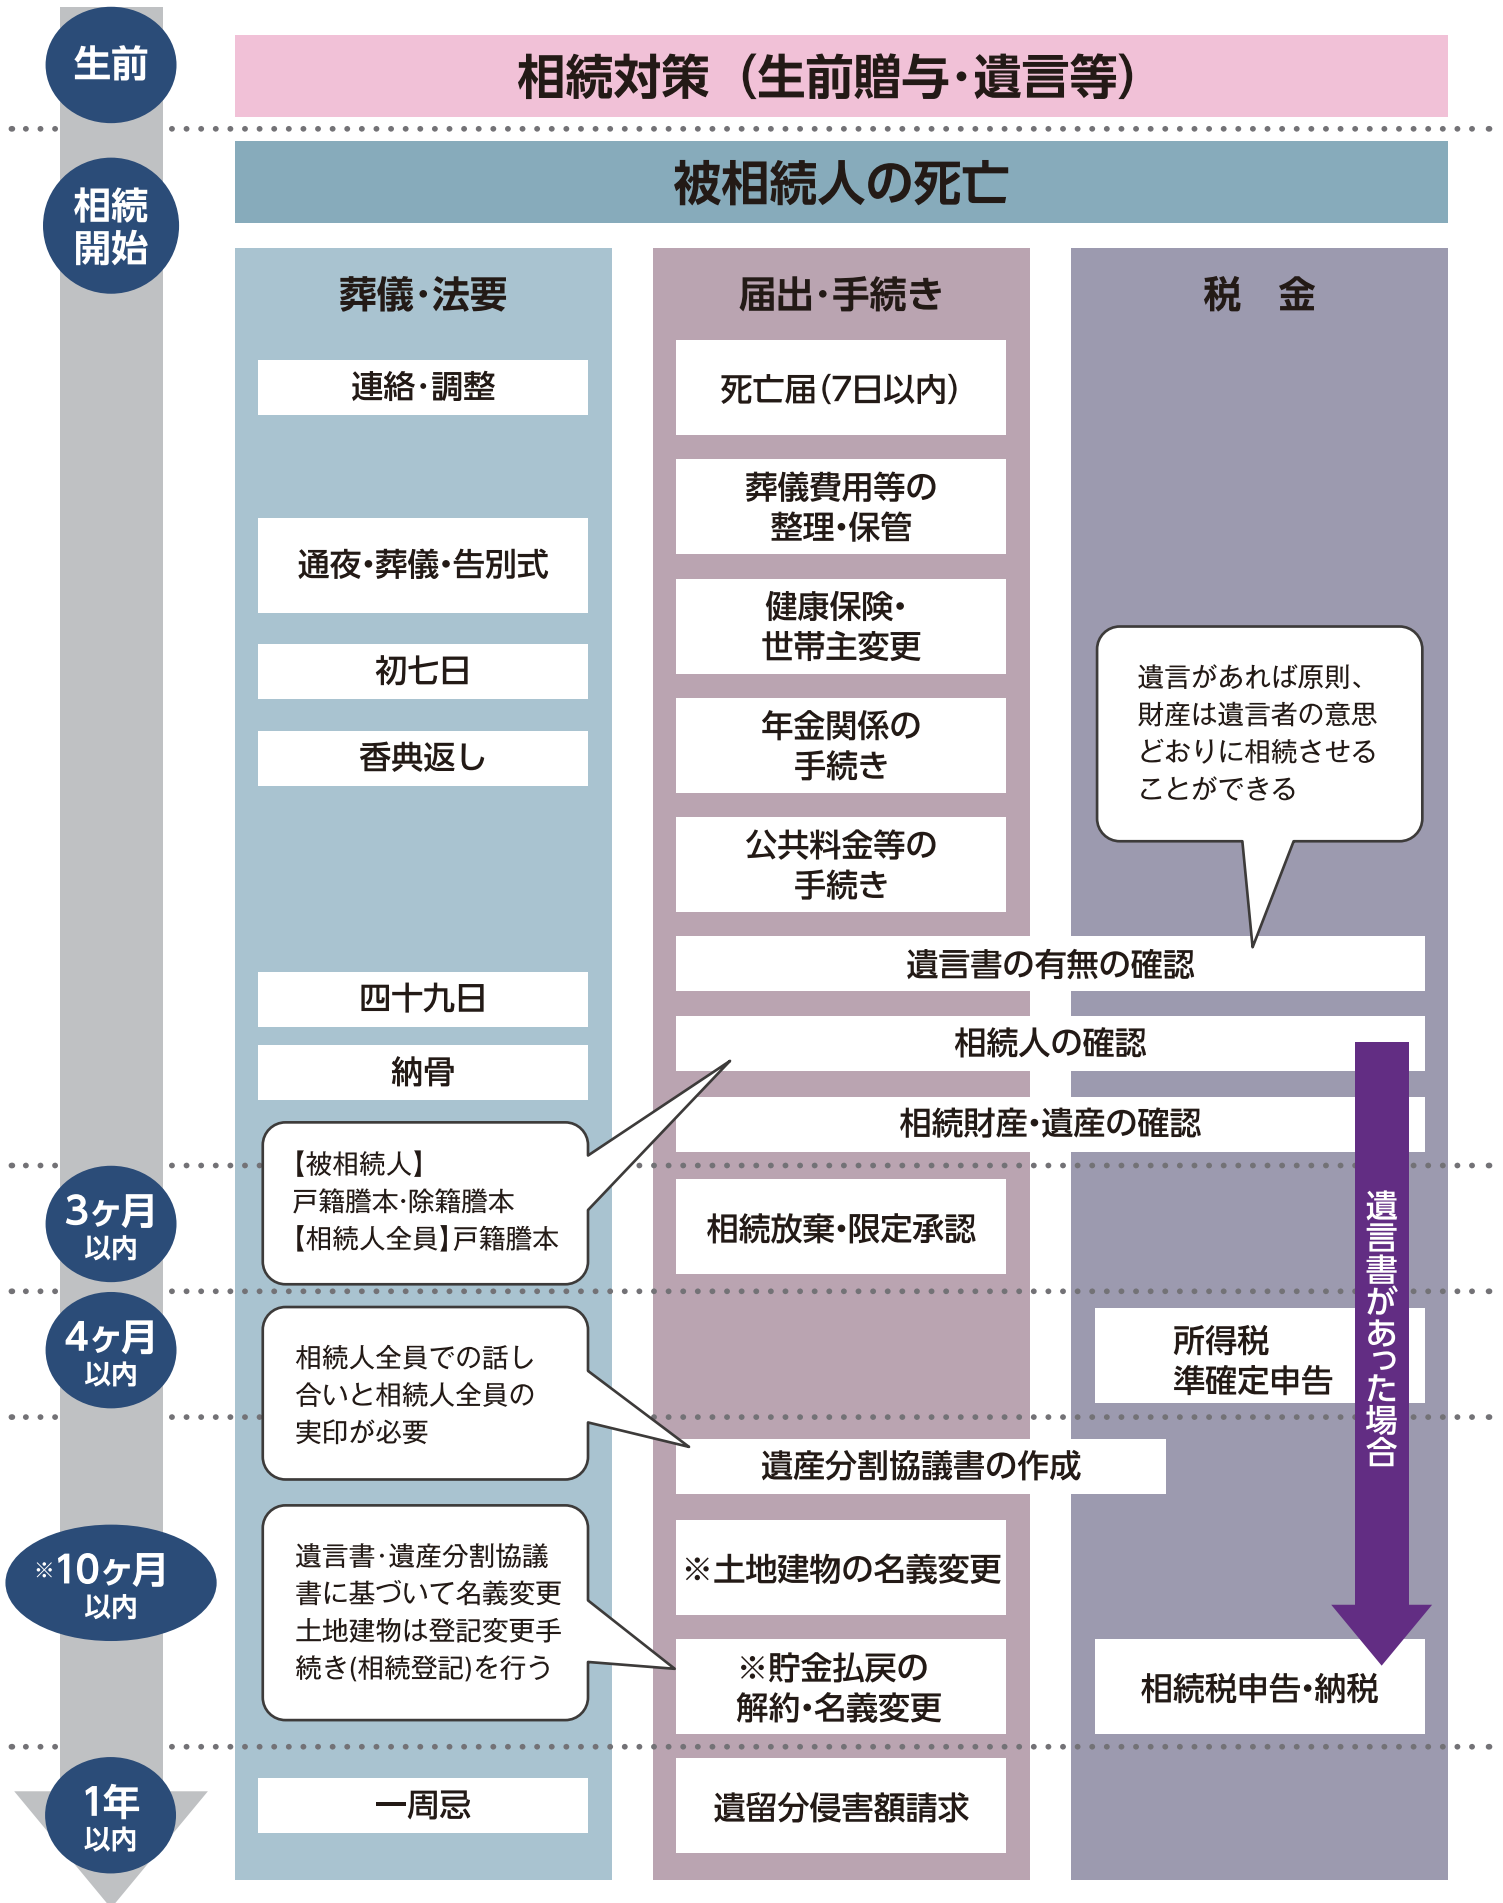 生前
相続対策（生前贈与・遺言等）
相続
開始
被相続人の死亡
葬儀・法要
連絡・調整
通夜・葬儀・告別式
初七日
香典返し
四十九日
納骨
【被相続人】
戸籍謄本・除籍謄本
【相続人全員】戸籍謄本
相続人全員での話し
合いと相続人全員の
実印が必要
遺言書・遺産分割協議
書に基づいて名義変更
土地建物は登記変更手
続き(相続登記)を行う
一周忌
届出・手続き
死亡届（7日以内）
葬儀費用等の
整理・保管
健康保険・
世帯主変更
年金関係の
手続き
公共料金等の
手続き
遺言書の有無の確認
相続人の確認
相続財産・遺産の確認
相続放棄・限定承認
遺産分割協議書の作成
※土地建物の名義変更
※貯金払戻の
解約・名義変更
遺留分侵害額請求
税　金
遺言があれば原則、
財産は遺言者の意思
どおりに相続させる
ことができる
遺言書があった場合
所得税
準確定申告
相続税申告・納税
3ヶ月
以内
4ヶ月
以内
※10ヶ月
以内
1年
以内